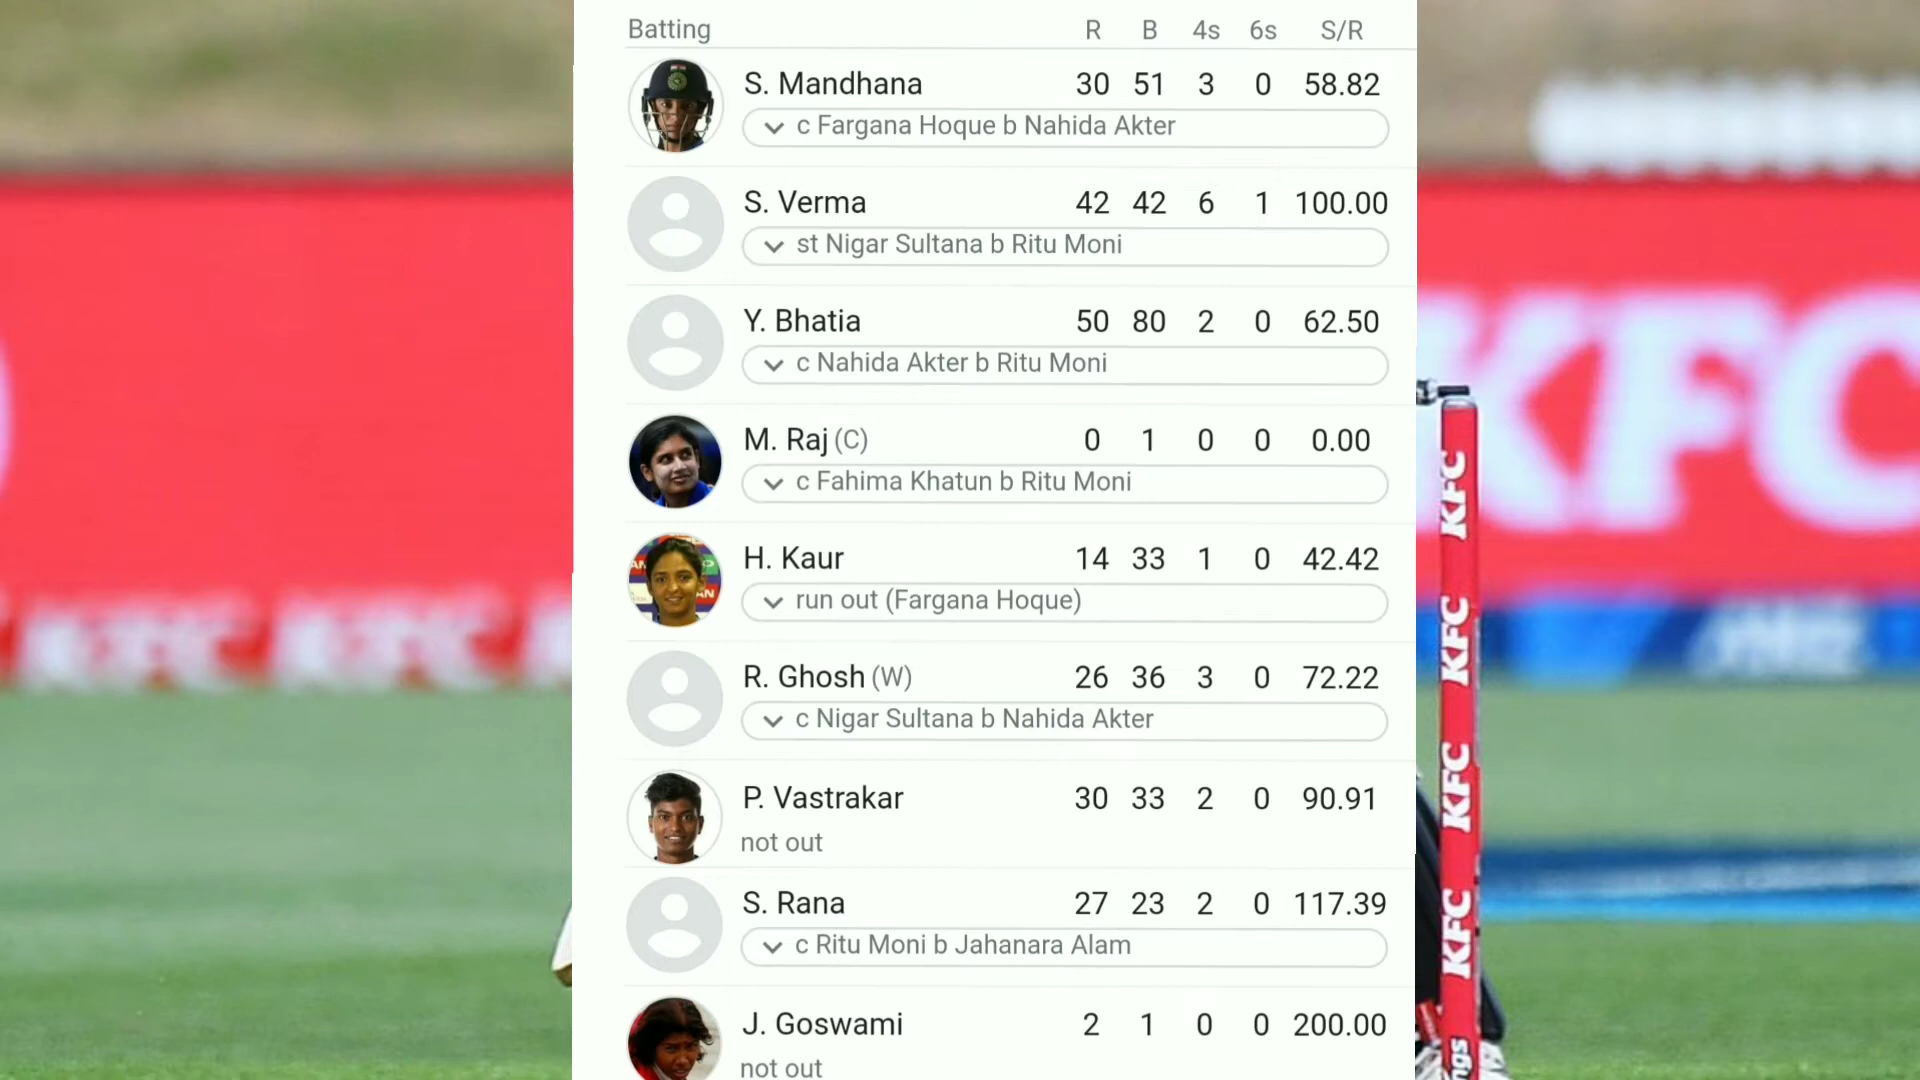 Batting R B 4s 6s S/R
S. Mandhana 30 51 3 0 58.82
c Fargana Hoque b Nahida Akter
S. Verma 42 42 6 1 100.00
st Nigar Sultana b Ritu Moni
Y. Bhatia 50 80 2 0 62.50
c Nahida Akter b Ritu Moni
M. Raj (C) 0 1 0 0 0.00
c Fahima Khatun b Ritu Moni
H. Kaur 14 33 1 0 42.42
run out (Fargana Hoque)
R. Ghosh (W) 26 36 3 0 72.22
c Nigar Sultana b Nahida Akter
P. Vastrakar 30 33 2 0 90.91
not out
S. Rana 27 23 2 0 117.39
c Ritu Moni b Jahanara Alam
J. Goswami 2 1 0 0 200.00
not out
KFC
KFC
KFC
KFC
KFC
KFC
KFC